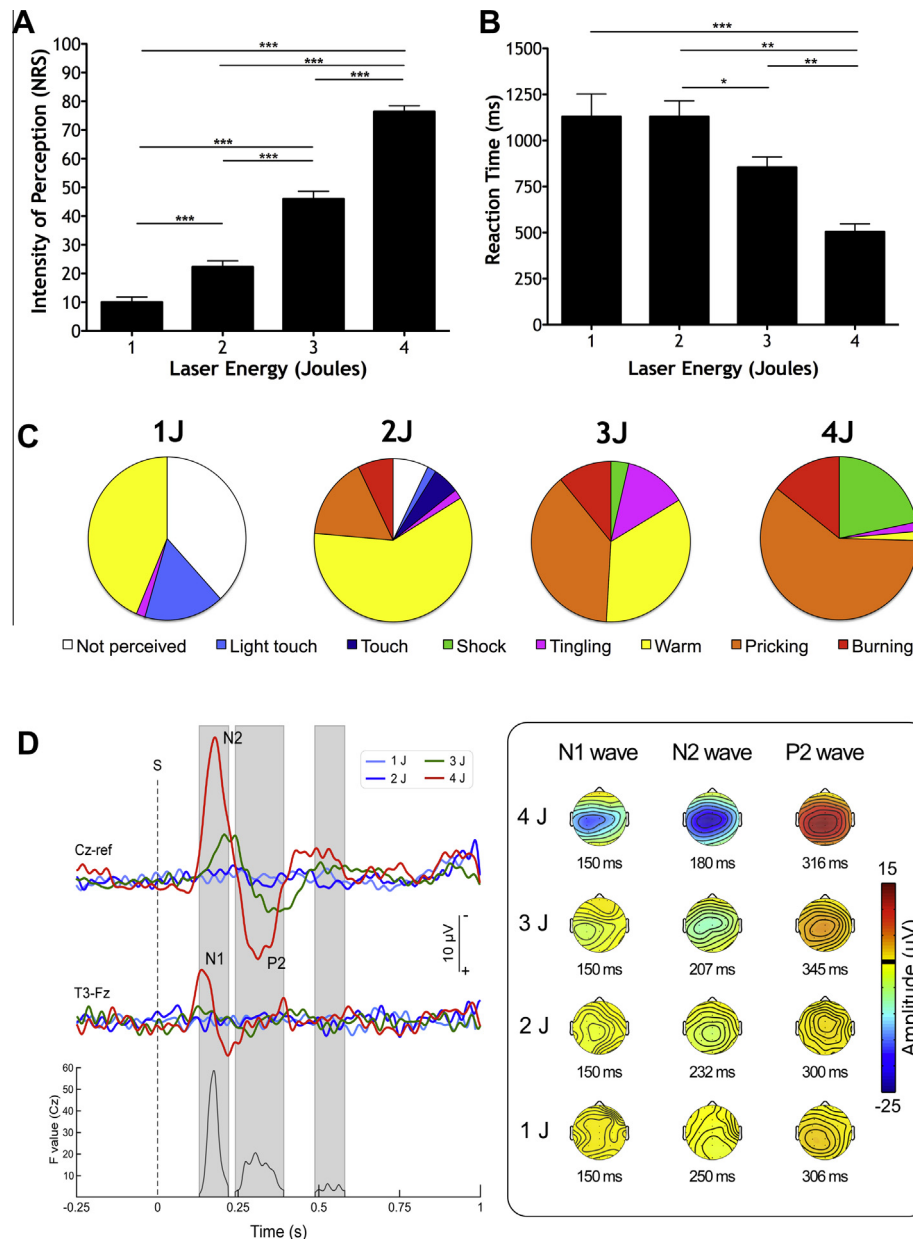 A
Intensity of Perception (NRS)
100
90
80
70
60
50
40
30
20
10
0
***
***
***
***
***
***
1 2 3 4
Laser Energy (Joules)
B
Reaction Time (ms)
1500
1250
1000
750
500
250
0
***
**
**
*
1 2 3 4
Laser Energy (Joules)
C
1J 2J 3J 4J
Not perceived Light touch Touch Shock Tingling Warm Pricking Burning
D
S
N2
1 J 3 J
2 J 4 J
Cz-ref
10 µV
-
+
N1
P2
T3-Fz
F value (Cz)
60
50
40
30
20
10
-0.25 0 0.25 0.5 0.75 1
Time (s)
N1 wave N2 wave P2 wave
4 J
150 ms 180 ms 316 ms
3 J
150 ms 207 ms 345 ms
2 J
150 ms 232 ms 300 ms
1 J
150 ms 250 ms 306 ms
15
Amplitude (µV)
-25